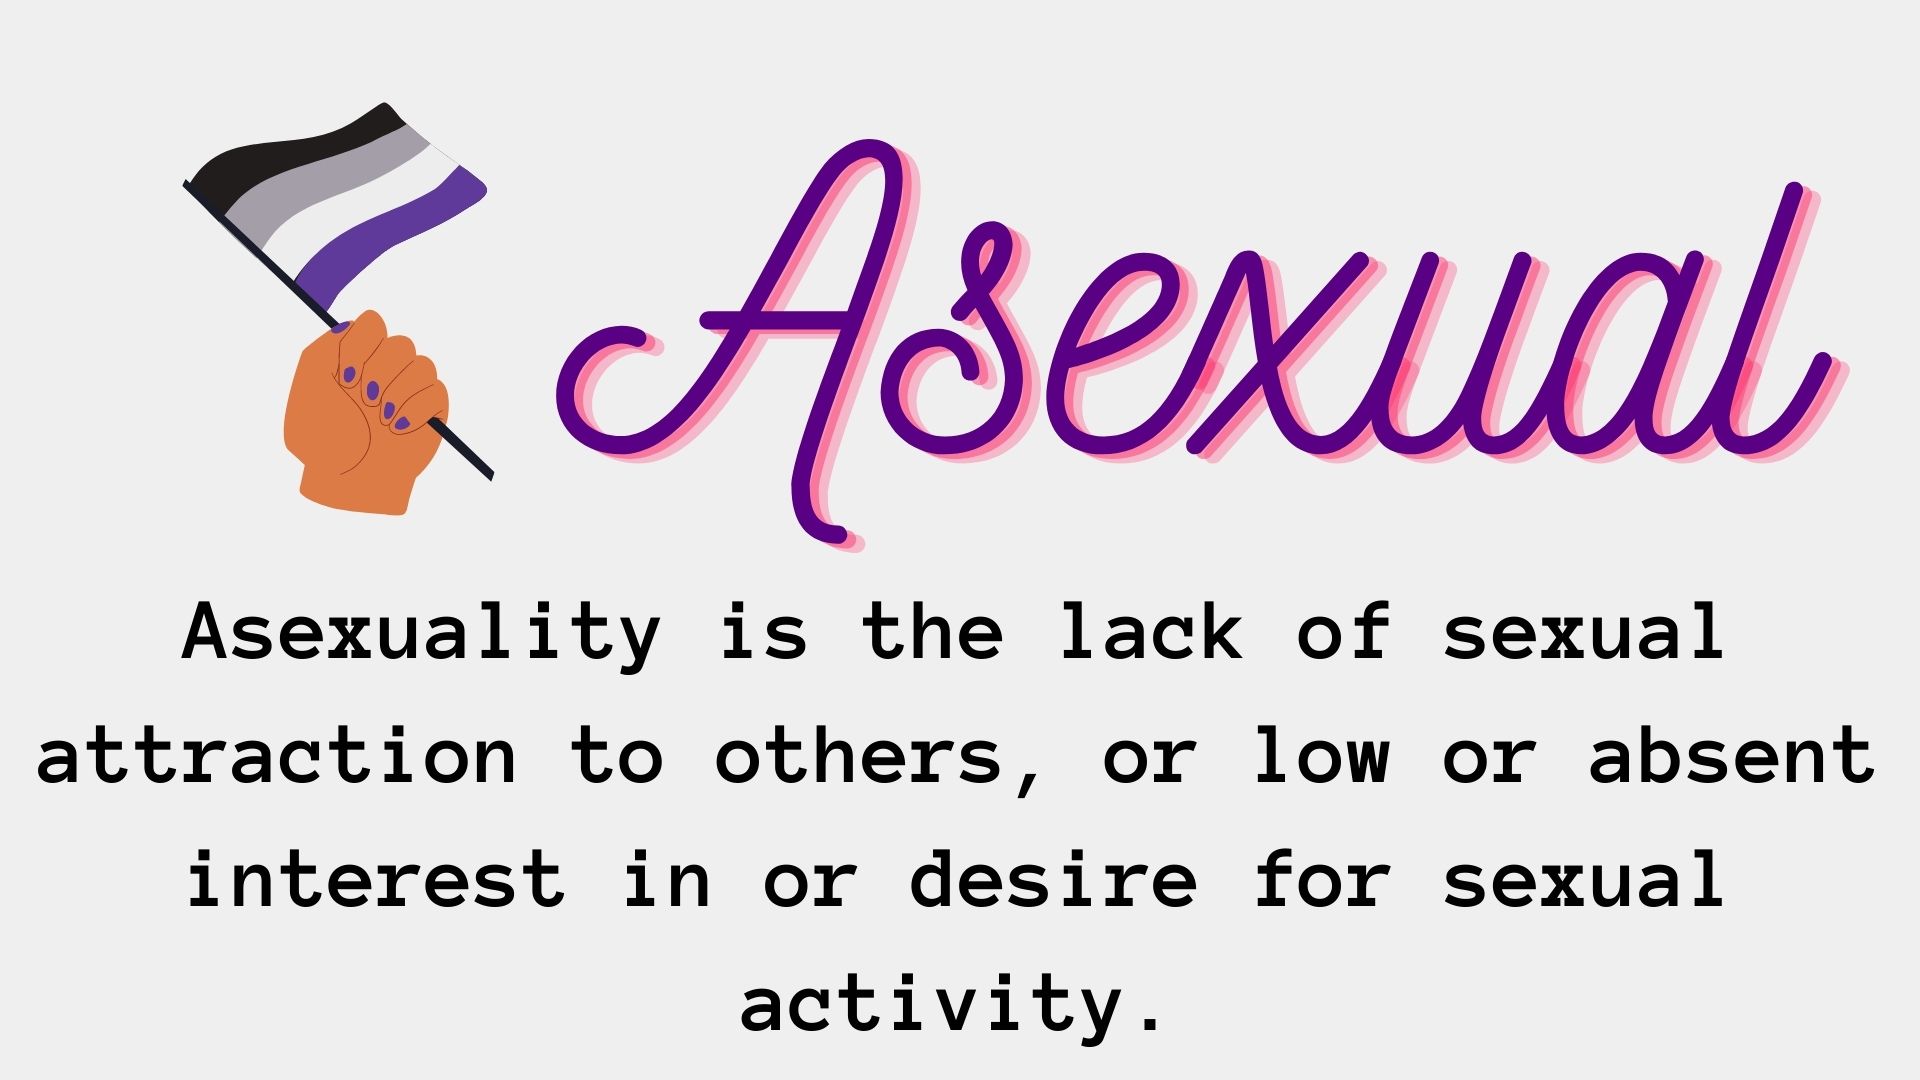 Asexual
Asexuality is the lack of sexual
attraction to others, or low or absent
interest in or desire for sexual
activity.